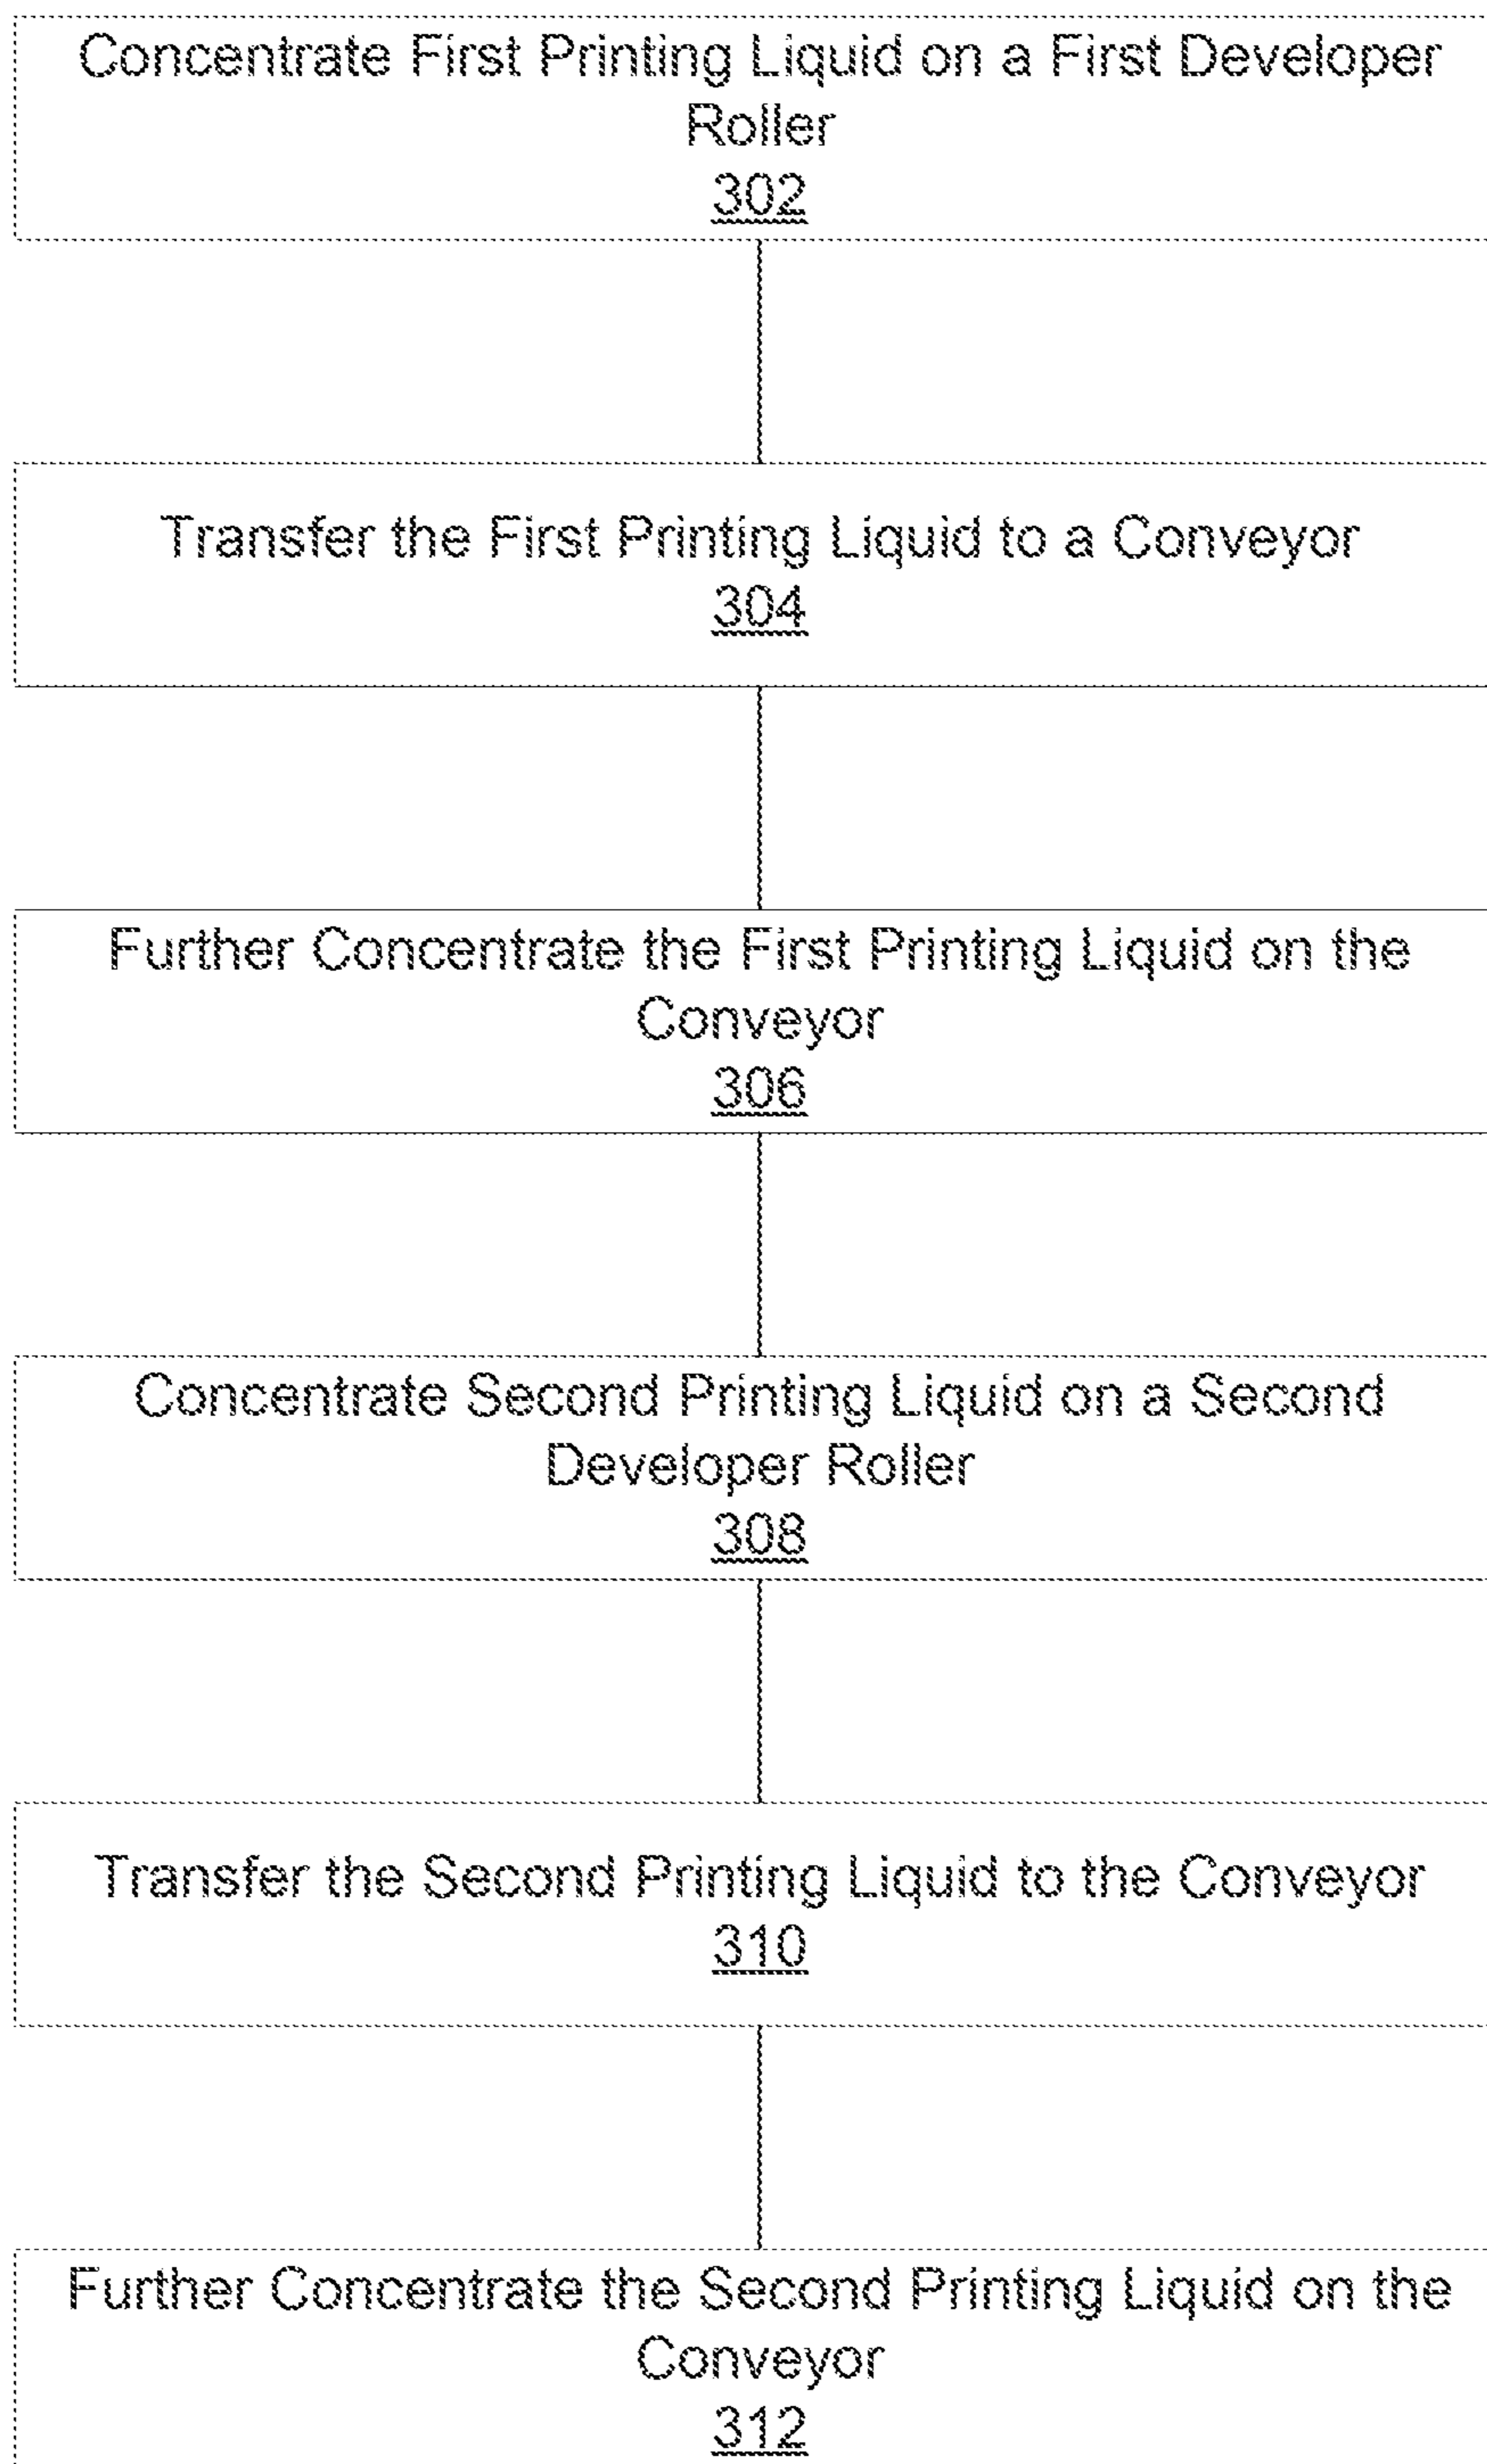 Concentrate First Printing Liquid on a First Developer
Roller
302
Transfer the First Printing Liquid to a Conveyor
304
Further Concentrate the First Printing Liquid on the
Conveyor
306
Concentrate Second Printing Liquid on a Second
Developer Roller
308
Transfer the Second Printing Liquid to the Conveyor
310
Further Concentrate the Second Printing Liquid on the
Conveyor
312